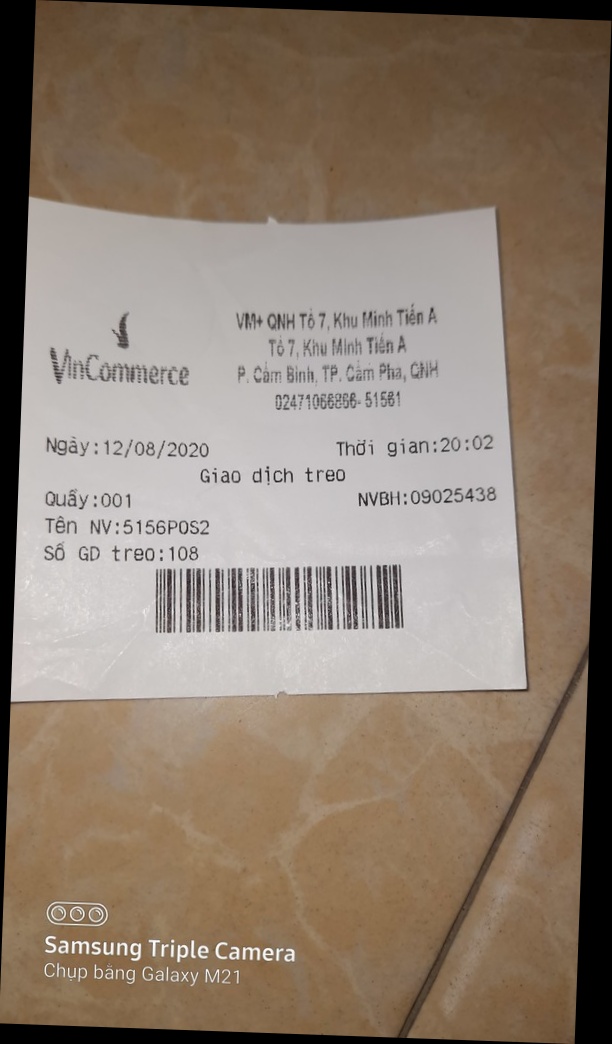 VinCommerce
VM+ QNH Tổ 7, Khu Minh Tiến A
Tổ 7, Khu Minh Tiến A
P. Cẩm Bình, TP. Cẩm Phả, QNH
02471066866- 51561
Ngày:12/08/2020 Thời gian:20:02
Giao dịch treo
Quầy:001 NVBH:09025438
Tên NV:5156POS2
Số GD treo:108
Samsung Triple Camera
Chụp bằng Galaxy M21